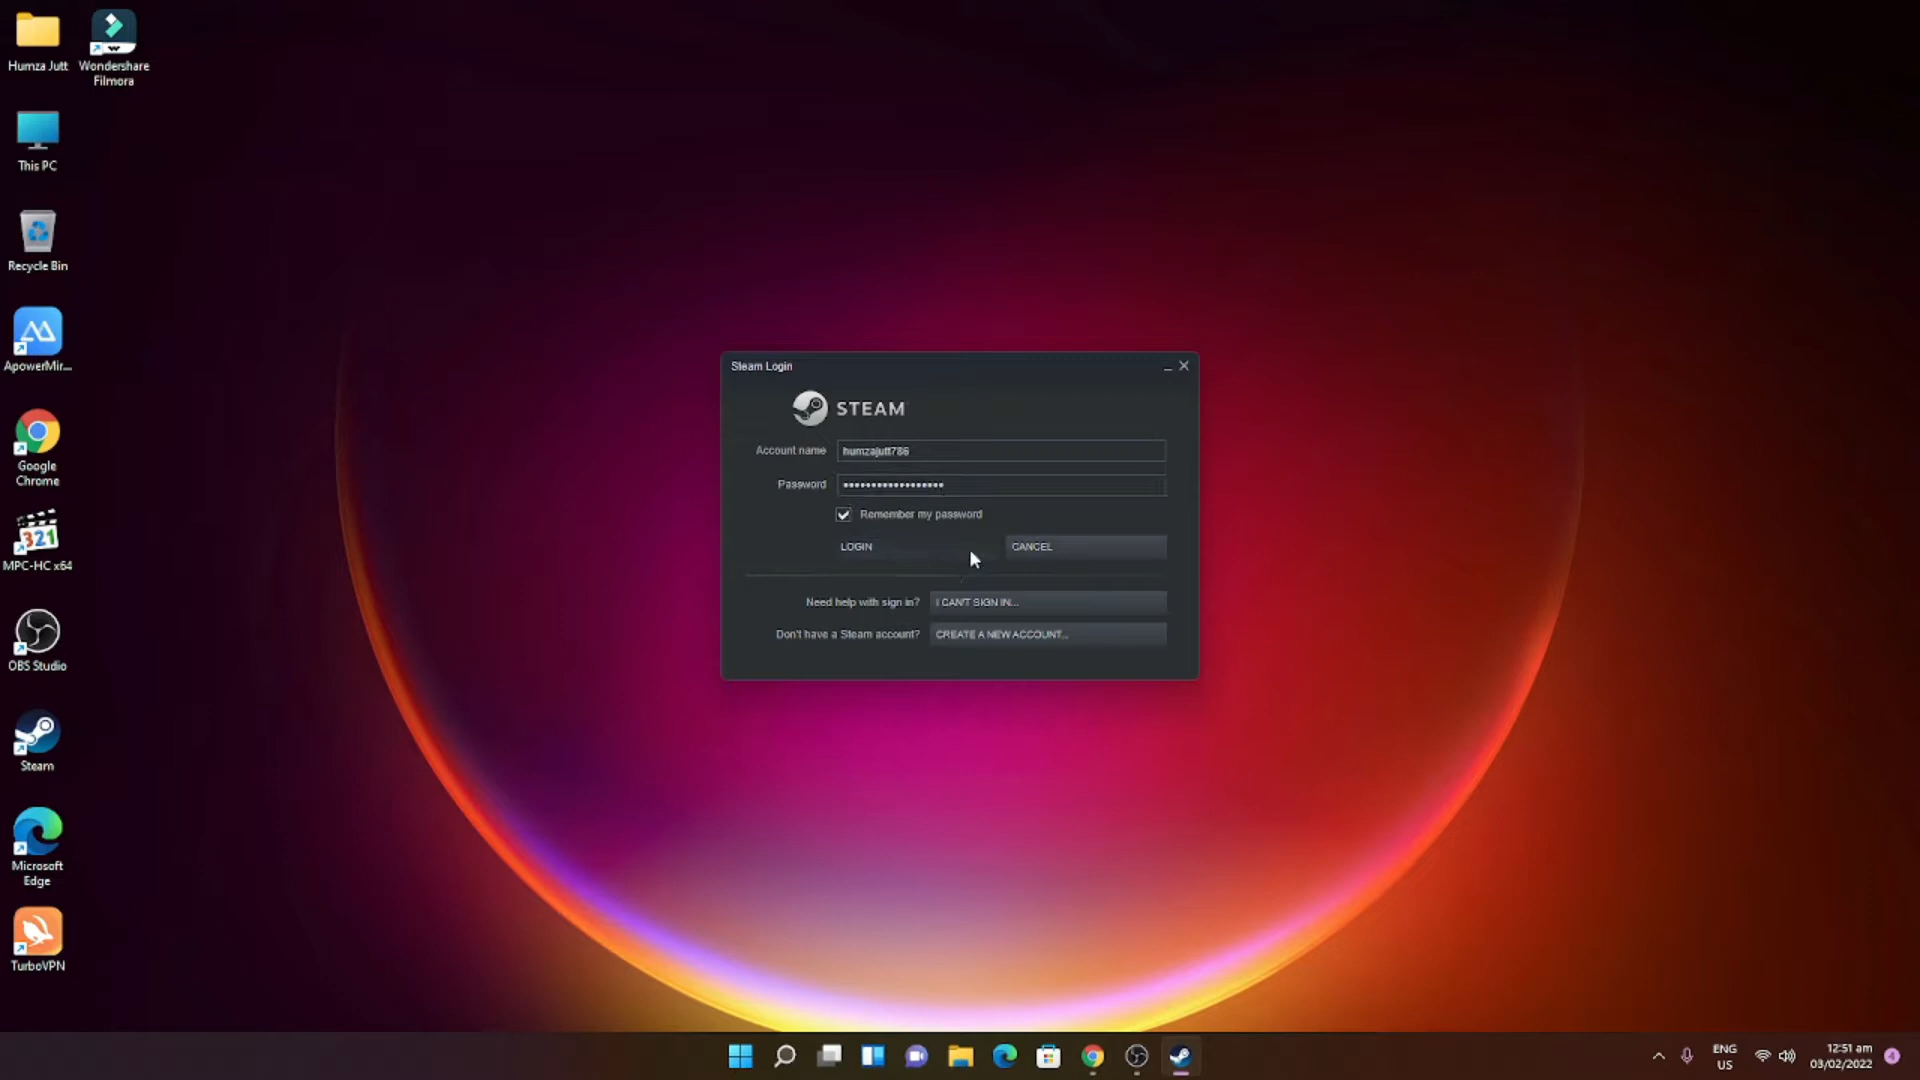 Humza Jutt
Wondershare
Filmora
This PC
Recycle Bin
ApowerMir...
Google
Chrome
321
MPC-HC x64
OBS Studio
Steam
Microsoft
Edge
TurboVPN
Steam Login
STEAM
Account name
humzajutt786
Password
••••••••••••••••••
Remember my password
LOGIN
CANCEL
Need help with sign in?
I CAN'T SIGN IN...
Don't have a Steam account?
CREATE A NEW ACCOUNT...
ENG
US
12:51 am
03/02/2022
4